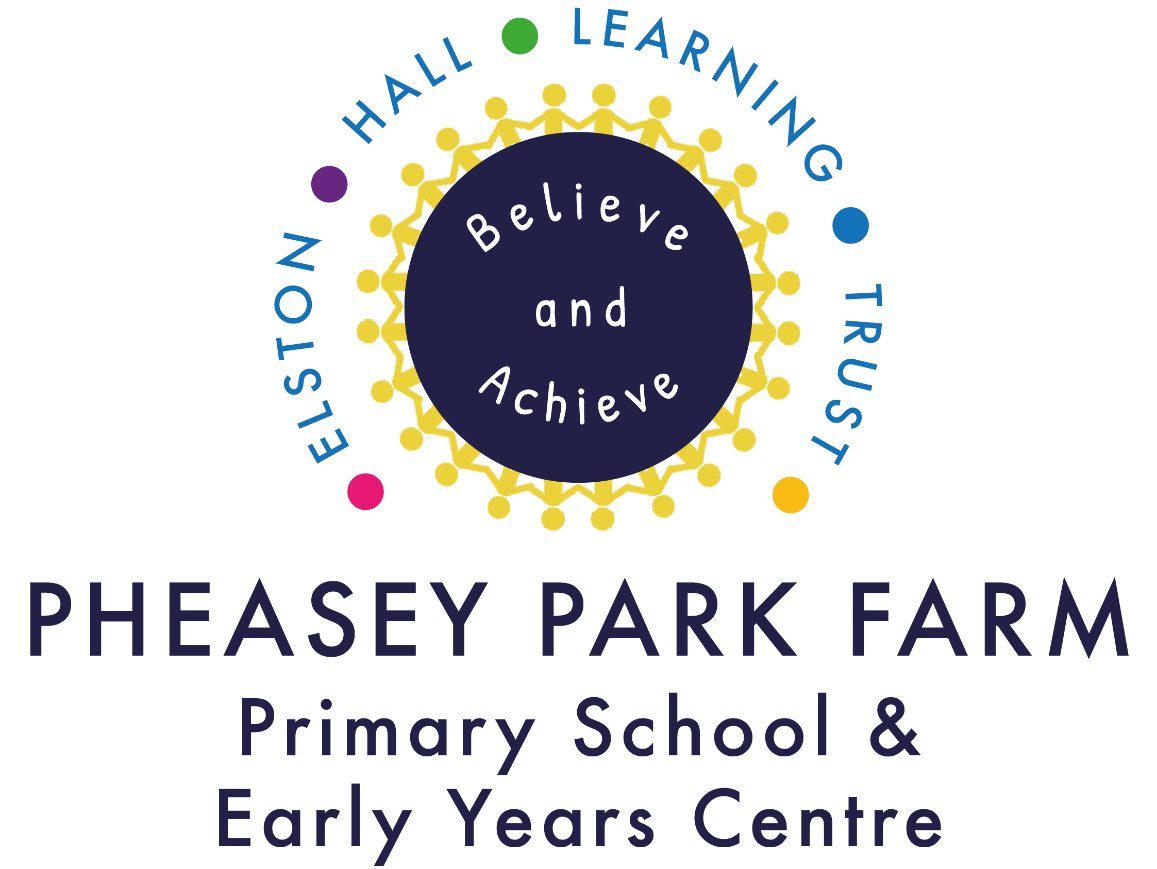 ELSTON HALL LEARNING TRUST
Believe
and
Achieve
PHEASEY PARK FARM
Primary School &
Early Years Centre